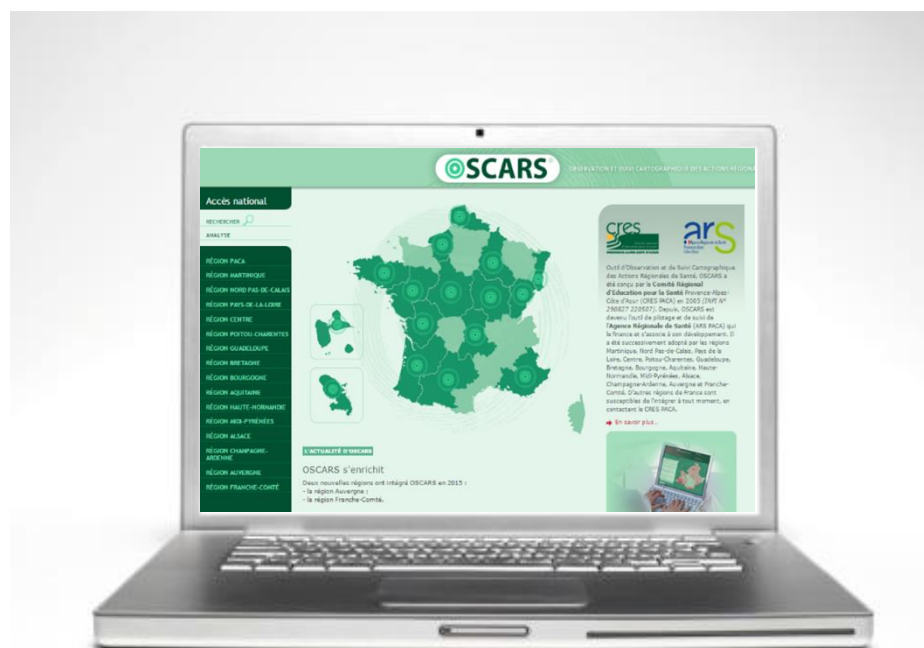 OSCARS
OBSERVATION ET SUIVI CARTOGRAPHIQUE DES ACTIONS RÉGIONA
Accès national
RECHERCHER
ANALYSE
RÉGION PACA
RÉGION MARTINIQUE
RÉGION NORD PAS-DE-CALAIS
RÉGION PAYS-DE-LA-LOIRE
RÉGION CENTRE
RÉGION POITOU-CHARENTES
RÉGION GUADELOUPE
RÉGION BRETAGNE
RÉGION BOURGOGNE
RÉGION AQUITAINE
RÉGION HAUTE-NORMANDIE
RÉGION MIDI-PYRÉNÉES
RÉGION ALSACE
RÉGION CHAMPAGNE-
ARDENNE
RÉGION AUVERGNE
RÉGION FRANCHE-COMTÉ
L'ACTUALITÉ D'OSCARS
OSCARS s'enrichit
Deux nouvelles régions ont intégré OSCARS en 2015 :
- la région Auvergne ;
- la région Franche-Comté.
cres
ars
Outil d'Observation et de Suivi Cartographique
des Actions Régionales de Santé, OSCARS a
été conçu par le Comité Régional
d'Education pour la Santé Provence-Alpes-
Côte d'Azur (CRES PACA) en 2005 (INPI N°
290827 220507). Depuis, OSCARS est
devenu l'outil de pilotage et de suivi de
l'Agence Régionale de Santé (ARS PACA) qui
le finance et s'associe à son développement. Il
a été successivement adopté par les régions
Martinique, Nord Pas-de-Calais, Pays de la
Loire, Centre, Poitou-Charentes, Guadeloupe,
Bretagne, Bourgogne, Aquitaine, Haute-
Normandie, Midi-Pyrénées, Alsace,
Champagne-Ardenne, Auvergne et Franche-
Comté. D'autres régions de France sont
susceptibles de l'intégrer à tout moment, en
contactant le CRES PACA.
En savoir plus...